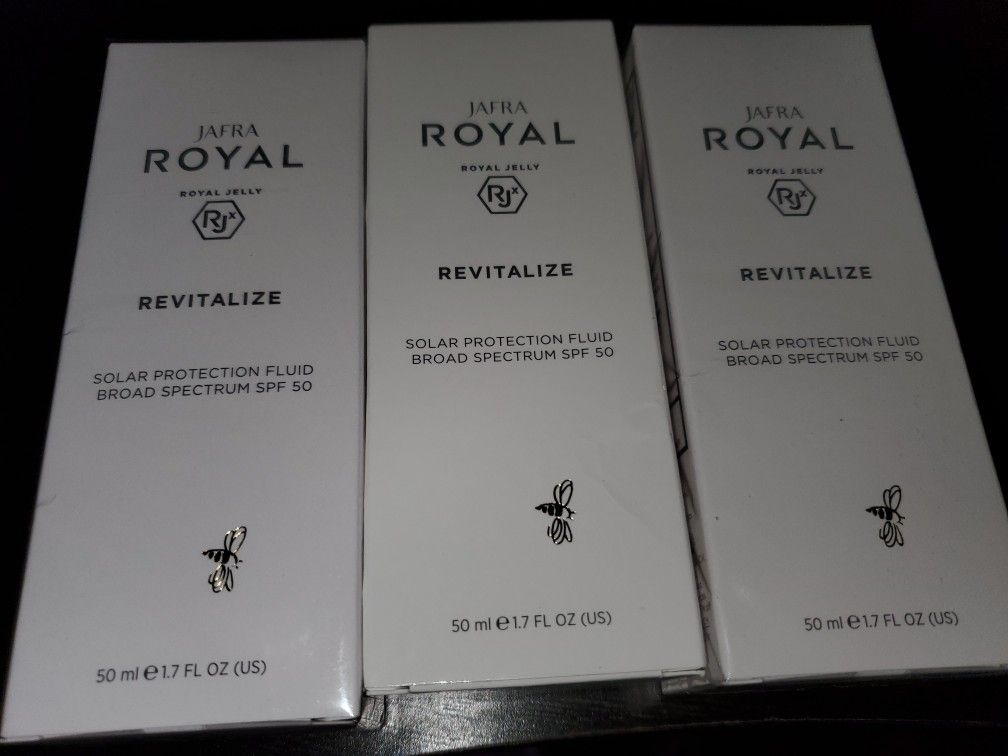 JAFRA
ROYAL
ROYAL JELLY
RJx
REVITALIZE
SOLAR PROTECTION FLUID
BROAD SPECTRUM SPF 50
50 ml e 1.7 FL OZ (US)
JAFRA
ROYAL
ROYAL JELLY
RJx
REVITALIZE
SOLAR PROTECTION FLUID
BROAD SPECTRUM SPF 50
50 ml e 1.7 FL OZ (US)
JAFRA
ROYAL
ROYAL JELLY
RJx
REVITALIZE
SOLAR PROTECTION FLUID
BROAD SPECTRUM SPF 50
50 ml e 1.7 FL OZ (US)